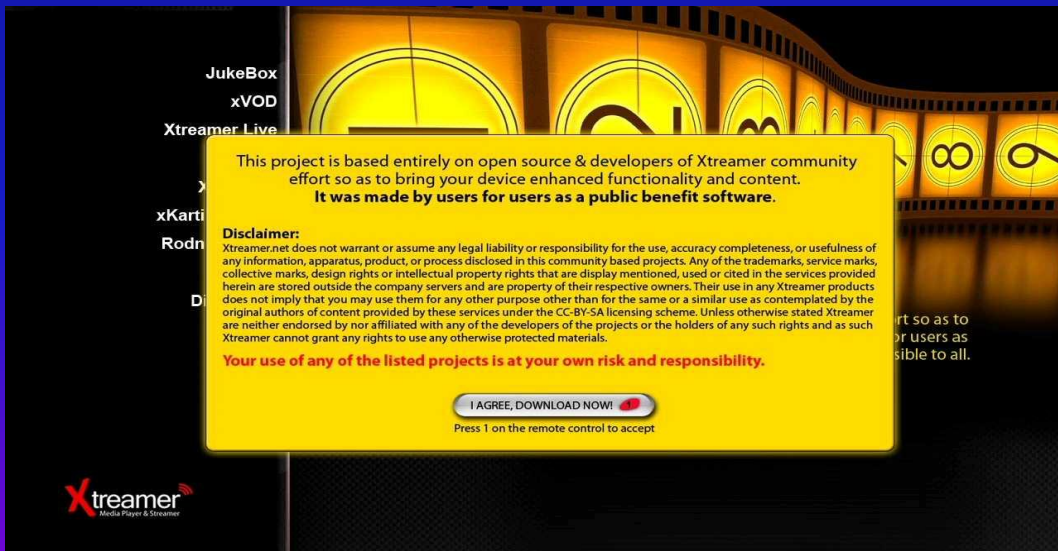 JukeBox
xVOD
Xtreamer Live
xKarti
Rodn
Di
This project is based entirely on open source & developers of Xtreamer community
effort so as to bring your device enhanced functionality and content.
It was made by users for users as a public benefit software.
Disclaimer:
Xtreamer.net does not warrant or assume any legal liability or responsibility for the use, accuracy completeness, or usefulness of
any information, apparatus, product, or process disclosed in this community based projects. Any of the trademarks, service marks,
collective marks, design rights or intellectual property rights that are display mentioned, used or cited in the services provided
herein are stored outside the company servers and are property of their respective owners. Their use in any Xtreamer products
does not imply that you may use them for any other purpose other than for the same or a similar use as contemplated by the
original authors of content provided by these services under the CC-BY-SA licensing scheme. Unless otherwise stated Xtreamer
are neither endorsed by nor affiliated with any of the developers of the projects or the holders of any such rights and as such
Xtreamer cannot grant any rights to use any otherwise protected materials.
Your use of any of the listed projects is at your own risk and responsibility.
I AGREE, DOWNLOAD NOW! 1
Press 1 on the remote control to accept
rt so as to
or users as
sible to all.
2
3
7
8
9
Xtreamer
Media Player & Streamer